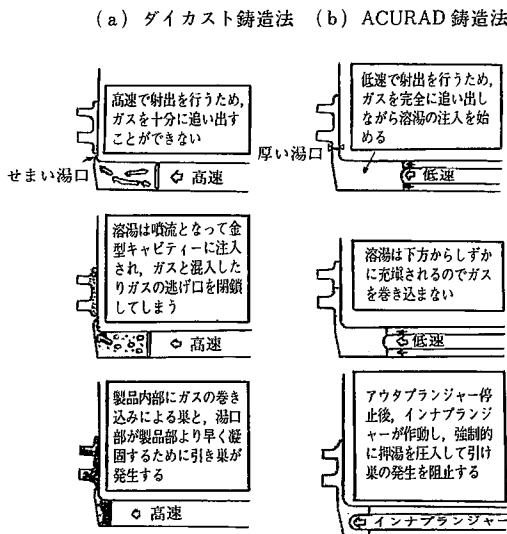 (a) ダイカスト鋳造法
(b) ACURAD 鋳造法
高速で射出を行うため,
ガスを十分に追い出す
ことができない
せまい湯口
高速
低速で射出を行うため,
ガスを完全に追い出し
ながら溶湯の注入を始
める
厚い湯口
低速
溶湯は噴流となって金
型キャビティーに注入
され, ガスと混入した
りガスの逃げ口を閉鎖
してしまう
高速
溶湯は下方からしずか
に充塡されるのでガス
を巻き込まない
低速
製品内部にガスの巻き
込みによる巣と, 湯口
部が製品部より早く凝
固するために引き巣が
発生する
高速
アウタプランジャー停
止後, インナプランジ
ャーが作動し, 強制的
に押湯を圧入して引け
巣の発生を阻止する
インナプランジャー